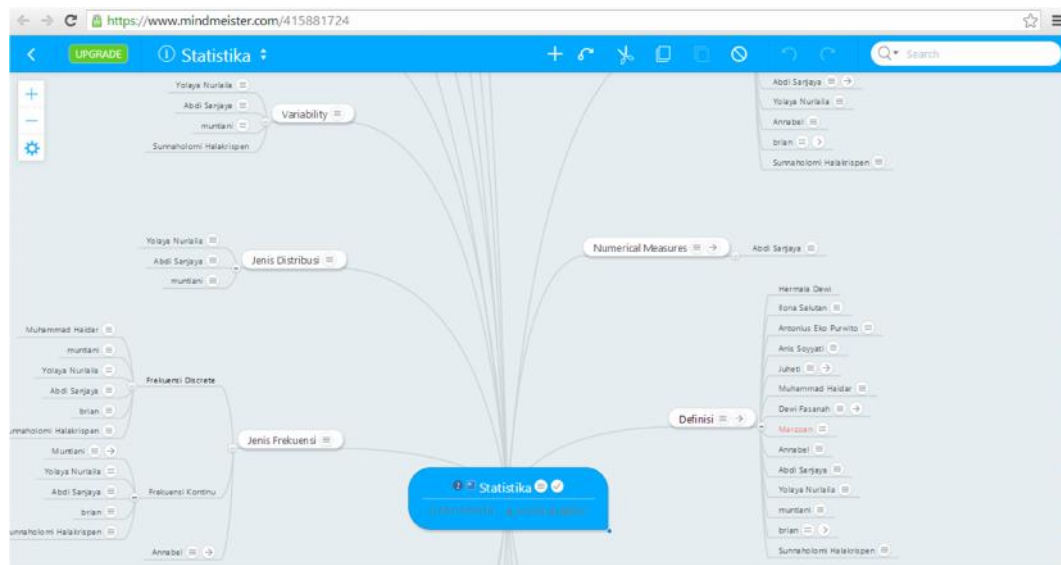 https://www.mindmeister.com/415881724
UPGRADE
Statistika
Search
Yolaya Nurlaila
Abdi Sanjaya
muntiani
Sunnaholomi Halakrispen
Variability
Yolaya Nurlaila
Abdi Sanjaya
muntiani
Jenis Distribusi
Muhammad Haidar
muntiani
Yolaya Nurlaila
Abdi Sanjaya
brian
nnaholomi Halakrispen
Frekuensi Discrete
Muntiani
Yolaya Nurlaila
Abdi Sanjaya
brian
unnaholomi Halakrispen
Frekuensi Kontinu
Annabel
Jenis Frekuensi
Statistika
Abdi Sanjaya
Yolaya Nurlaila
Annabel
brian
Sunnaholomi Halakrispen
Numerical Measures
Abdi Sanjaya
Definisi
Hermala Dewi
Ilona Salutan
Antonius Eko Purwito
Anis Soyyati
Juheti
Muhammad Haidar
Dewi Fasanah
Marzoan
Annabel
Abdi Sanjaya
Yolaya Nurlaila
muntiani
brian
Sunnaholomi Halakrispen